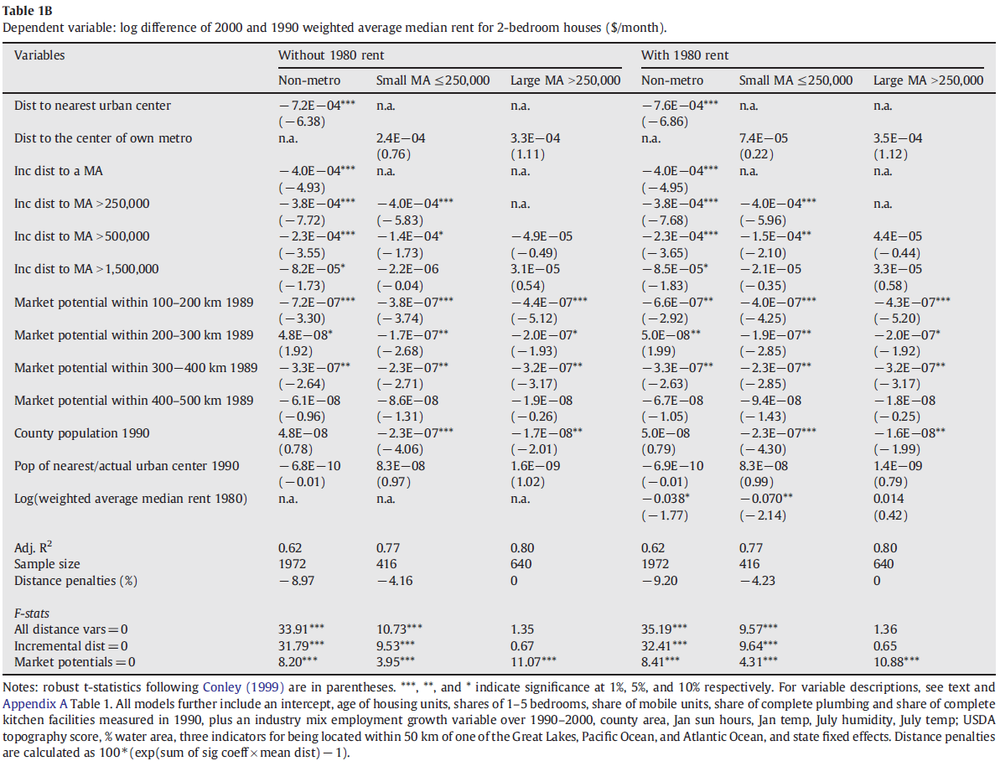 Table 1B
Dependent variable: log difference of 2000 and 1990 weighted average median rent for 2-bedroom houses ($/month).
Variables Without 1980 rent With 1980 rent
Non-metro Small MA ≤250,000 Large MA >250,000 Non-metro Small MA ≤250,000 Large MA >250,000
Dist to nearest urban center −7.2E−04*** n.a. n.a. −7.6E−04*** n.a. n.a.
(−6.38) (−6.86)
Dist to the center of own metro n.a. 2.4E−04 3.3E−04 n.a. 7.4E−05 3.5E−04
(0.76) (1.11) (0.22) (1.12)
Inc dist to a MA −4.0E−04*** n.a. n.a. −4.0E−04*** n.a. n.a.
(−4.93) (−4.95)
Inc dist to MA >250,000 −3.8E−04*** −4.0E−04*** n.a. −3.8E−04*** −4.0E−04*** n.a.
(−7.72) (−5.83) (−7.68) (−5.96)
Inc dist to MA >500,000 −2.3E−04*** −1.4E−04* −4.9E−05 −2.3E−04*** −1.5E−04** 4.4E−05
(−3.55) (−1.73) (−0.49) (−3.65) (−2.10) (−0.44)
Inc dist to MA >1,500,000 −8.2E−05* −2.2E−06 3.1E−05 −8.5E−05* −2.1E−05 3.3E−05
(−1.73) (−0.04) (0.54) (−1.83) (−0.35) (0.58)
Market potential within 100–200 km 1989 −7.2E−07*** −3.8E−07*** −4.4E−07*** −6.6E−07** −4.0E−07*** −4.3E−07***
(−3.30) (−3.74) (−5.12) (−2.92) (−4.25) (−5.20)
Market potential within 200–300 km 1989 4.8E−08* −1.7E−07** −2.0E−07* 5.0E−08** −1.9E−07** −2.0E−07*
(1.92) (−2.68) (−1.93) (1.99) (−2.85) (−1.92)
Market potential within 300−400 km 1989 −3.3E−07** −2.3E−07** −3.2E−07** −3.3E−07** −2.3E−07** −3.2E−07**
(−2.64) (−2.71) (−3.17) (−2.63) (−2.85) (−3.17)
Market potential within 400–500 km 1989 −6.1E−08 −8.6E−08 −1.9E−08 −6.7E−08 −9.4E−08 −1.8E−08
(−0.96) (−1.31) (−0.26) (−1.05) (−1.43) (−0.25)
County population 1990 4.8E−08 −2.3E−07*** −1.7E−08** 5.0E−08 −2.3E−07*** −1.6E−08**
(0.78) (−4.06) (−2.01) (0.79) (−4.30) (−1.99)
Pop of nearest/actual urban center 1990 −6.8E−10 8.3E−08 1.6E−09 −6.9E−10 8.3E−08 1.4E−09
(−0.01) (0.97) (1.02) (−0.01) (0.99) (0.79)
Log(weighted average median rent 1980) n.a. n.a. n.a. −0.038* −0.070** 0.014
(−1.77) (−2.14) (0.42)
Adj. R² 0.62 0.77 0.80 0.62 0.77 0.80
Sample size 1972 416 640 1972 416 640
Distance penalties (%) −8.97 −4.16 0 −9.20 −4.23 0
F-stats
All distance vars=0 33.91*** 10.73*** 1.35 35.19*** 9.57*** 1.36
Incremental dist=0 31.79*** 9.53*** 0.67 32.41*** 9.64*** 0.65
Market potentials=0 8.20*** 3.95*** 11.07*** 8.41*** 4.31*** 10.88***
Notes: robust t-statistics following Conley (1999) are in parentheses. ***, **, and * indicate significance at 1%, 5%, and 10% respectively. For variable descriptions, see text and
Appendix A Table 1. All models further include an intercept, age of housing units, shares of 1–5 bedrooms, share of mobile units, share of complete plumbing and share of complete
kitchen facilities measured in 1990, plus an industry mix employment growth variable over 1990–2000, county area, Jan sun hours, Jan temp, July humidity, July temp; USDA
topography score, % water area, three indicators for being located within 50 km of one of the Great Lakes, Pacific Ocean, and Atlantic Ocean, and state fixed effects. Distance penalties
are calculated as 100*(exp(sum of sig coeff×mean dist)−1).